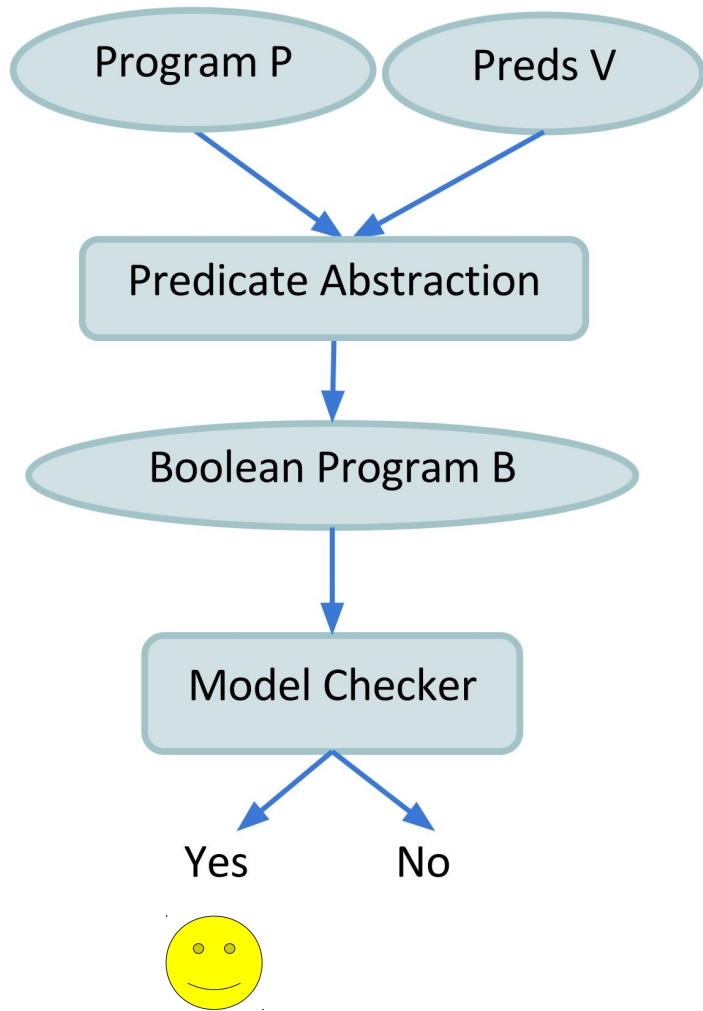 Program P
Preds V
Predicate Abstraction
Boolean Program B
Model Checker
Yes
No